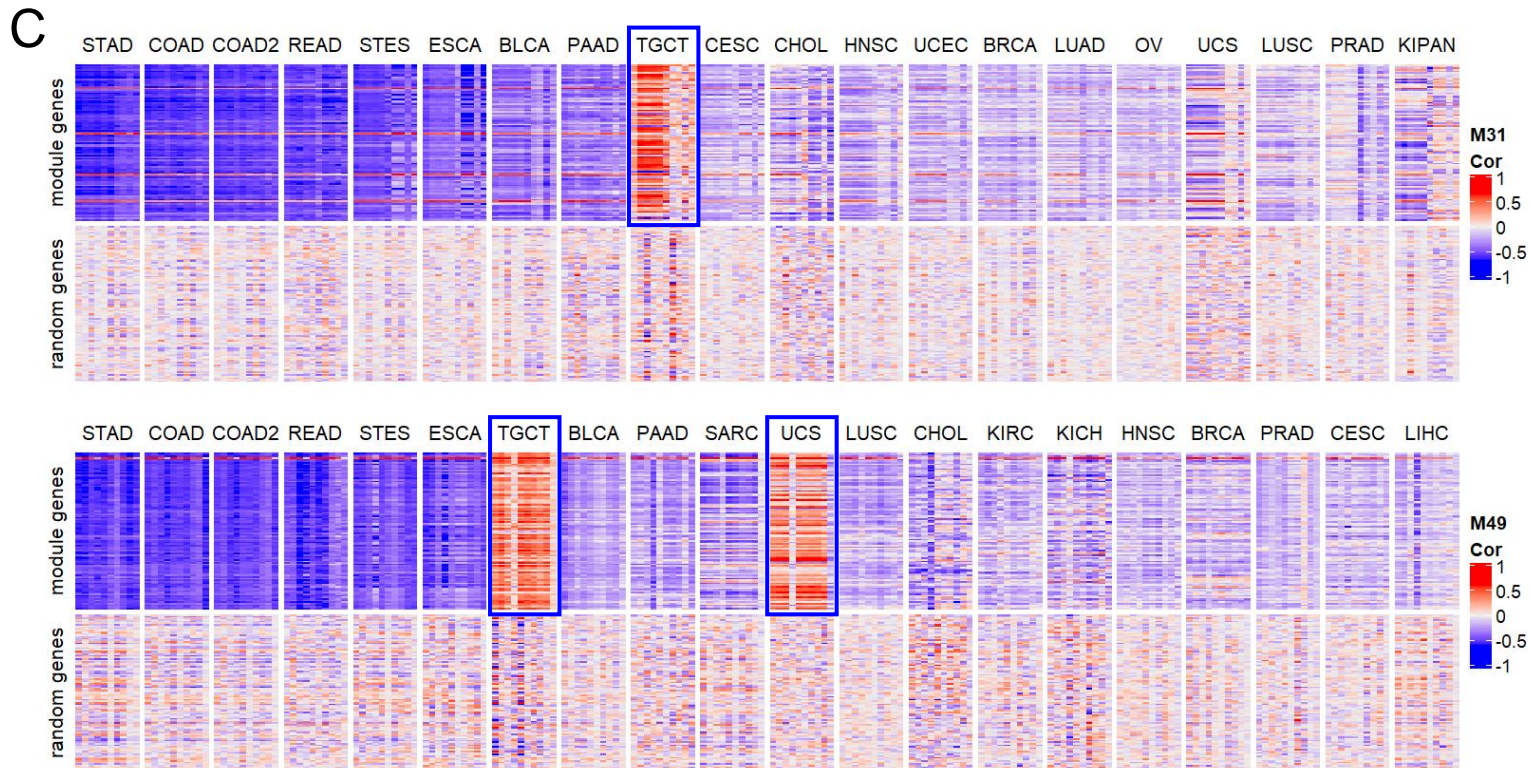 C
STAD COAD COAD2 READ STES ESCA BLCA PAAD TGCT CESC CHOL HNSC UCEC BRCA LUAD OV UCS LUSC PRAD KIPAN
module genes
random genes
M31
Cor
1
0.5
0
-0.5
-1
STAD COAD COAD2 READ STES ESCA TGCT BLCA PAAD SARC UCS LUSC CHOL KIRC KICH HNSC BRCA PRAD CESC LIHC
module genes
random genes
M49
Cor
1
0.5
0
-0.5
-1